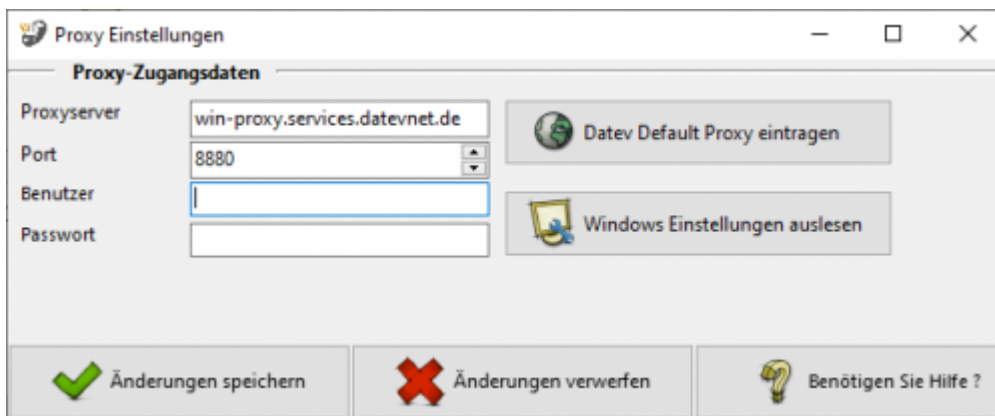 Proxy Einstellungen
Proxy-Zugangsdaten
Proxyserver
win-proxy.services.datevnet.de
Datev Default Proxy eintragen
Port
8880
Benutzer
Windows Einstellungen auslesen
Passwort
Änderungen speichern
Änderungen verwerfen
Benötigen Sie Hilfe ?